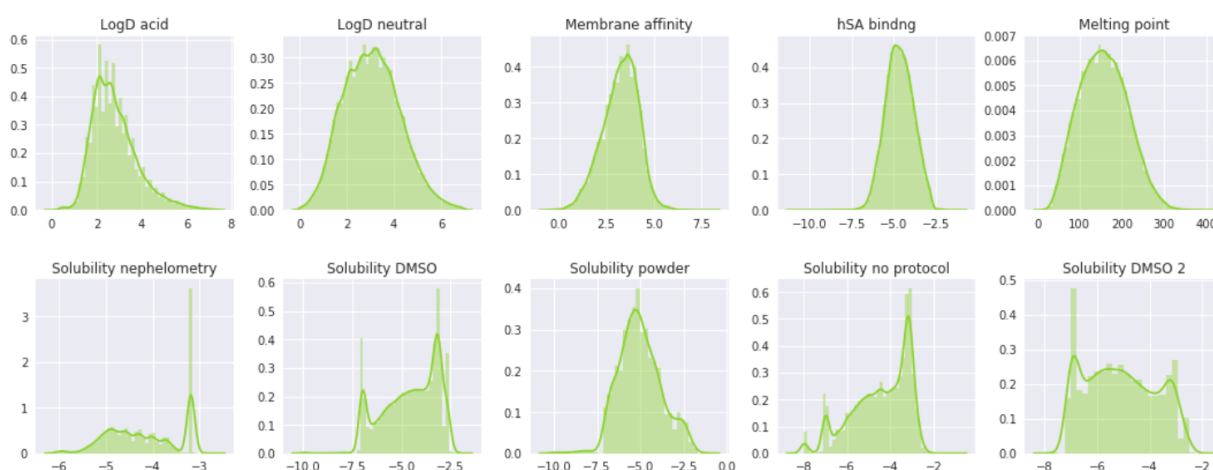 LogD acid LogD neutral Membrane affinity hSA bindng Melting point
0.6 0.5 0.4 0.3 0.2 0.1 0.0
0 2 4 6 8
0.30 0.25 0.20 0.15 0.10 0.05 0.00
0 2 4 6
0.4 0.3 0.2 0.1 0.0
0.0 2.5 5.0 7.5
0.4 0.3 0.2 0.1 0.0
−10.0 −7.5 −5.0 −2.5
0.007 0.006 0.005 0.004 0.003 0.002 0.001 0.000
0 100 200 300 400
Solubility nephelometry Solubility DMSO Solubility powder Solubility no protocol Solubility DMSO 2
3 2 1 0
−6 −5 −4 −3
0.6 0.5 0.4 0.3 0.2 0.1 0.0
−10.0 −7.5 −5.0 −2.5
0.4 0.3 0.2 0.1 0.0
−10.0 −7.5 −5.0 −2.5 0.0
0.6 0.5 0.4 0.3 0.2 0.1 0.0
−8 −6 −4 −2
0.5 0.4 0.3 0.2 0.1 0.0
−8 −6 −4 −2